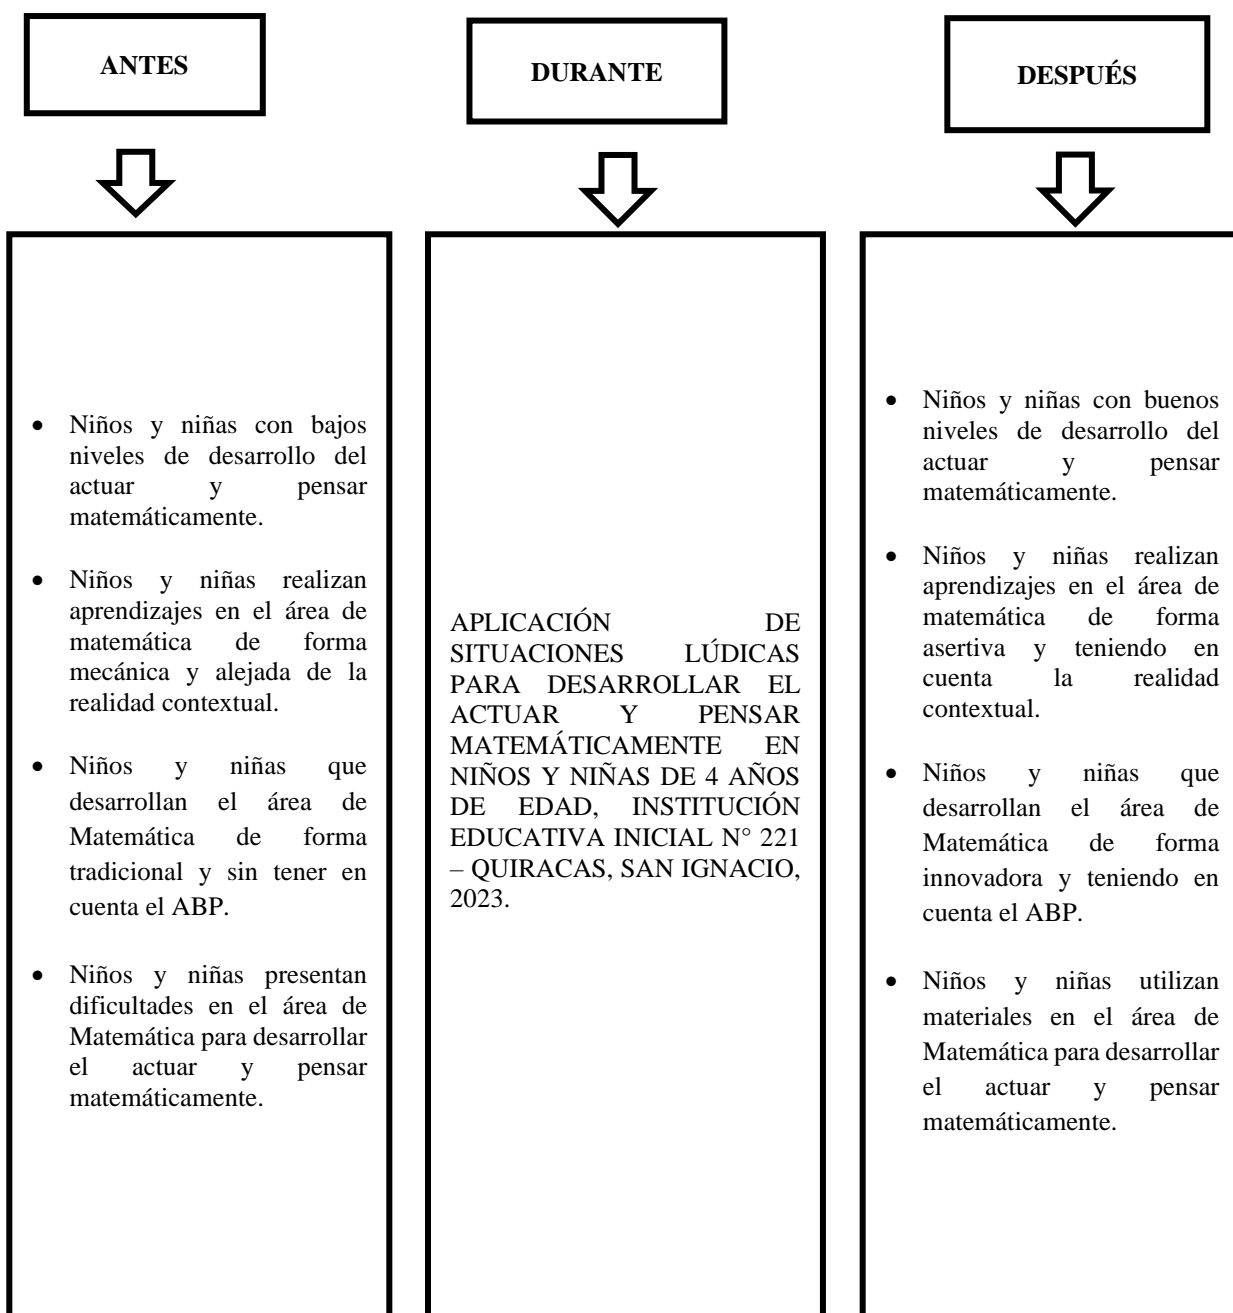 ANTES
DURANTE
DESPUÉS
• Niños y niñas con bajos
niveles de desarrollo del
actuar y pensar
matemáticamente.
• Niños y niñas realizan
aprendizajes en el área de
matemática de forma
mecánica y alejada de la
realidad contextual.
• Niños y niñas que
desarrollan el área de
Matemática de forma
tradicional y sin tener en
cuenta el ABP.
• Niños y niñas presentan
dificultades en el área de
Matemática para desarrollar
el actuar y pensar
matemáticamente.
APLICACIÓN DE
SITUACIONES LÚDICAS
PARA DESARROLLAR EL
ACTUAR Y PENSAR
MATEMÁTICAMENTE EN
NIÑOS Y NIÑAS DE 4 AÑOS
DE EDAD, INSTITUCIÓN
EDUCATIVA INICIAL N° 221
– QUIRACAS, SAN IGNACIO,
2023.
• Niños y niñas con buenos
niveles de desarrollo del
actuar y pensar
matemáticamente.
• Niños y niñas realizan
aprendizajes en el área de
matemática de forma
asertiva y teniendo en
cuenta la realidad
contextual.
• Niños y niñas que
desarrollan el área de
Matemática de forma
innovadora y teniendo en
cuenta el ABP.
• Niños y niñas utilizan
materiales en el área de
Matemática para desarrollar
el actuar y pensar
matemáticamente.